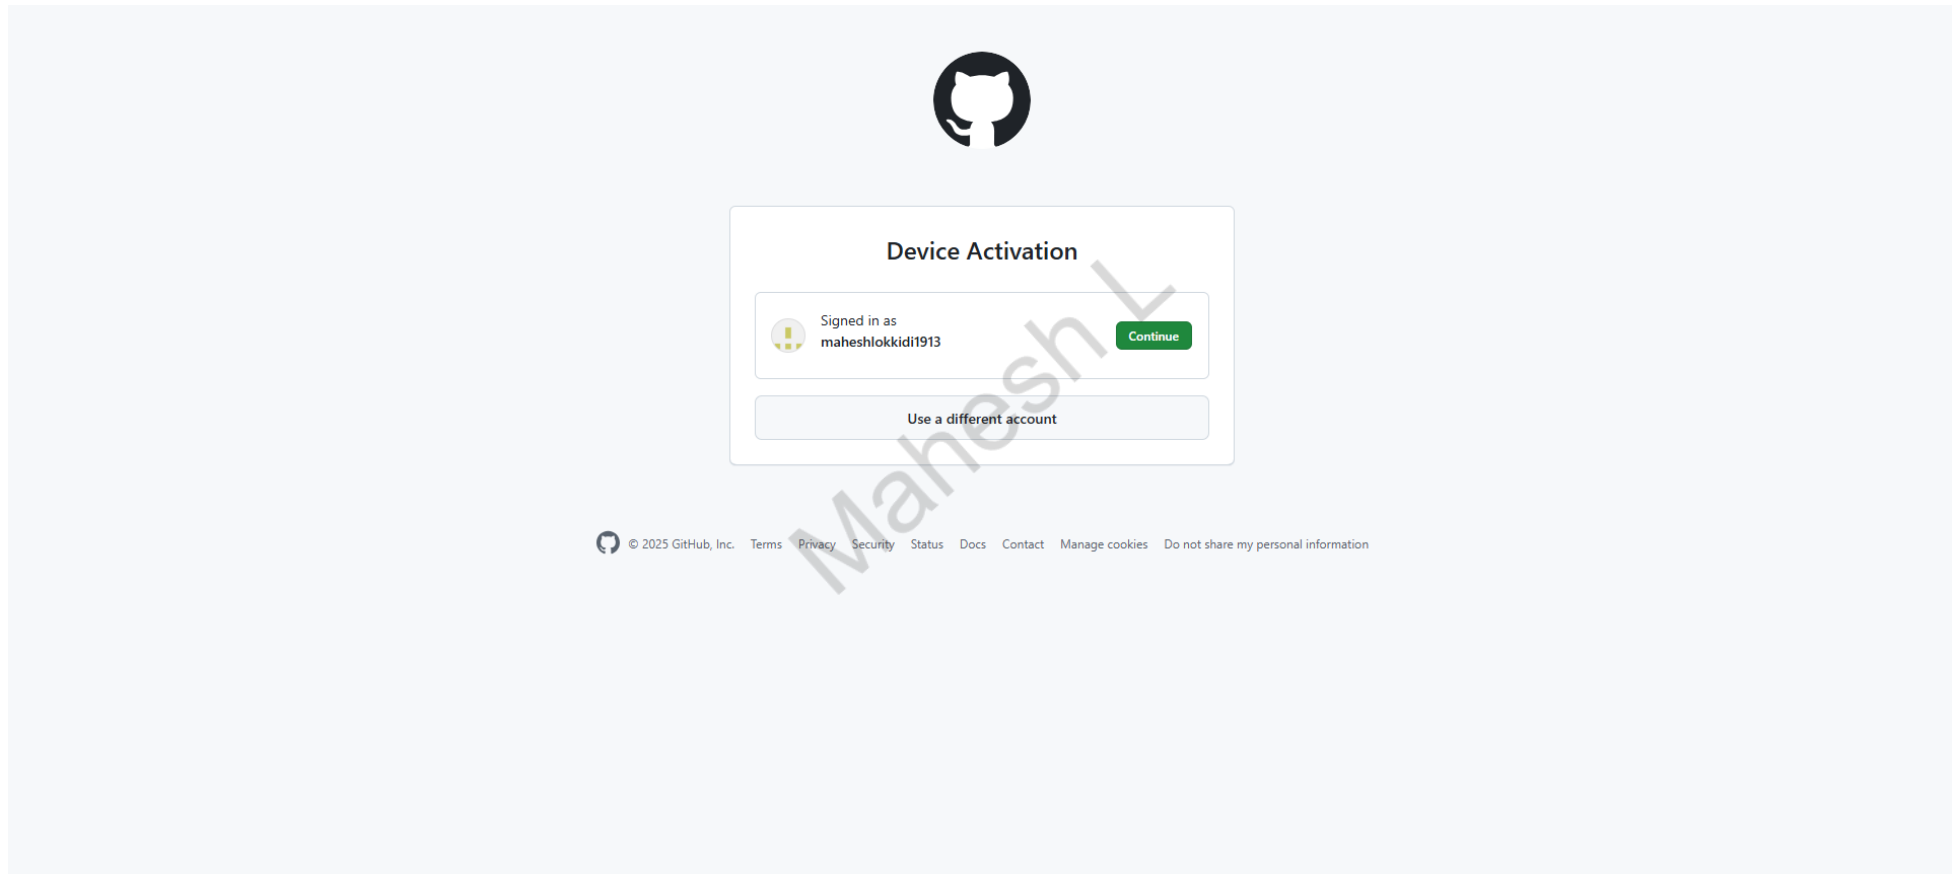 Device Activation
Signed in as
maheshlokkidi1913
Continue
Use a different account
Mahesh L
© 2025 GitHub, Inc. Terms Privacy Security Status Docs Contact Manage cookies Do not share my personal information